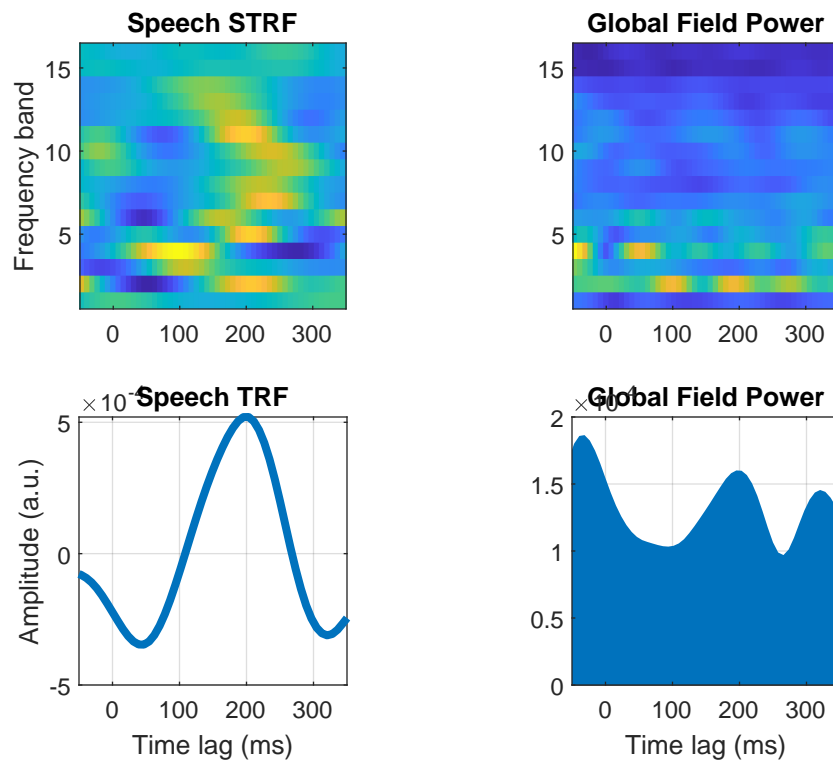 Speech STRF
Frequency band
15
10
5
0 100 200 300
Global Field Power
15
10
5
0 100 200 300
Speech TRF
× 10-4
Amplitude (a.u.)
5
0
-5
0 100 200 300
Time lag (ms)
Global Field Power
2
1.5
1
0.5
0
0 100 200 300
Time lag (ms)